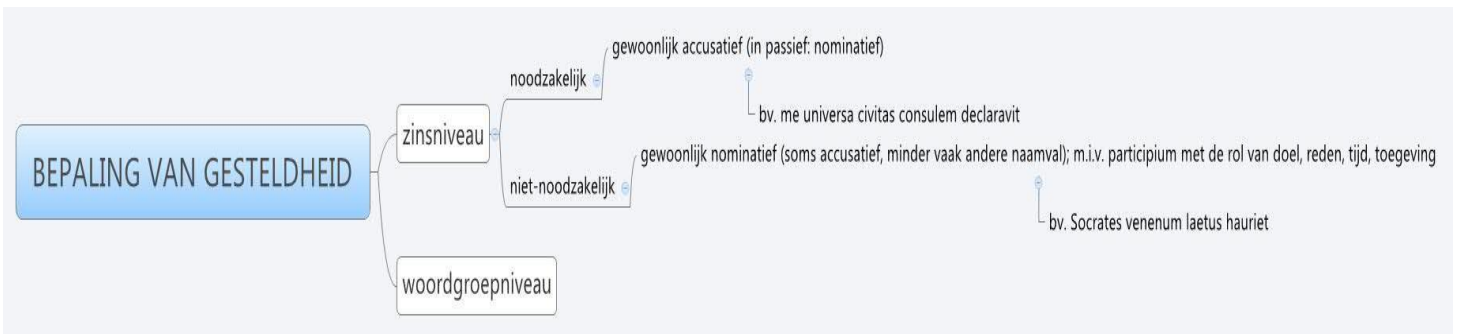 BEPALING VAN GESTELDHEID
zinsniveau
noodzakelijk
gewoonlijk accusatief (in passief: nominatief)
bv. me universa civitas consulem declaravit
niet-noodzakelijk
gewoonlijk nominatief (soms accusatief, minder vaak andere naamval); m.i.v. participium met de rol van doel, reden, tijd, toegeving
bv. Socrates venenum laetus hauriet
woordgroepniveau